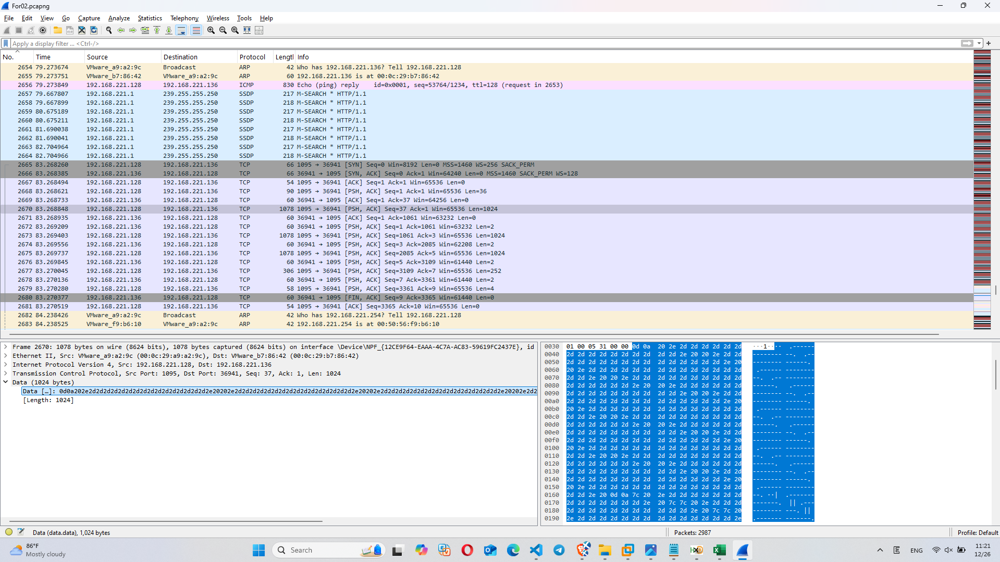 For02.pcapng
File Edit View Go Capture Analyze Statistics Telephony Wireless Tools Help
Apply a display filter ... <Ctrl-/>
No. Time Source Destination Protocol Lengtl Info
2654 79.273674 VMware_a9:a2:9c Broadcast ARP 42 Who has 192.168.221.136? Tell 192.168.221.128
2655 79.273751 VMware_b7:86:42 VMware_a9:a2:9c ARP 60 192.168.221.136 is at 00:0c:29:b7:86:42
2656 79.273849 192.168.221.128 192.168.221.136 ICMP 830 Echo (ping) reply id=0x0001, seq=53764/1234, ttl=128 (request in 2653)
2657 79.667807 192.168.221.1 239.255.255.250 SSDP 217 M-SEARCH * HTTP/1.1
2658 79.667899 192.168.221.1 239.255.255.250 SSDP 218 M-SEARCH * HTTP/1.1
2659 80.675189 192.168.221.1 239.255.255.250 SSDP 217 M-SEARCH * HTTP/1.1
2660 80.675211 192.168.221.1 239.255.255.250 SSDP 218 M-SEARCH * HTTP/1.1
2661 81.690038 192.168.221.1 239.255.255.250 SSDP 217 M-SEARCH * HTTP/1.1
2662 81.690041 192.168.221.1 239.255.255.250 SSDP 218 M-SEARCH * HTTP/1.1
2663 82.704964 192.168.221.1 239.255.255.250 SSDP 217 M-SEARCH * HTTP/1.1
2664 82.704966 192.168.221.1 239.255.255.250 SSDP 218 M-SEARCH * HTTP/1.1
2665 83.268260 192.168.221.128 192.168.221.136 TCP 66 1095 → 36941 [SYN] Seq=0 Win=8192 Len=0 MSS=1460 WS=256 SACK_PERM
2666 83.268385 192.168.221.136 192.168.221.128 TCP 66 36941 → 1095 [SYN, ACK] Seq=0 Ack=1 Win=64240 Len=0 MSS=1460 SACK_PERM WS=128
2667 83.268494 192.168.221.128 192.168.221.136 TCP 54 1095 → 36941 [ACK] Seq=1 Ack=1 Win=65536 Len=0
2668 83.268621 192.168.221.128 192.168.221.136 TCP 90 1095 → 36941 [PSH, ACK] Seq=1 Ack=1 Win=65536 Len=36
2669 83.268733 192.168.221.136 192.168.221.128 TCP 60 36941 → 1095 [ACK] Seq=1 Ack=37 Win=64256 Len=0
2670 83.268848 192.168.221.128 192.168.221.136 TCP 1078 1095 → 36941 [PSH, ACK] Seq=37 Ack=1 Win=65536 Len=1024
2671 83.268935 192.168.221.136 192.168.221.128 TCP 60 36941 → 1095 [ACK] Seq=1 Ack=1061 Win=63232 Len=0
2672 83.269209 192.168.221.136 192.168.221.128 TCP 60 36941 → 1095 [PSH, ACK] Seq=1 Ack=1061 Win=63232 Len=2
2673 83.269403 192.168.221.128 192.168.221.136 TCP 1078 1095 → 36941 [PSH, ACK] Seq=1061 Ack=3 Win=65536 Len=1024
2674 83.269556 192.168.221.136 192.168.221.128 TCP 60 36941 → 1095 [PSH, ACK] Seq=3 Ack=2085 Win=62208 Len=2
2675 83.269737 192.168.221.128 192.168.221.136 TCP 1078 1095 → 36941 [PSH, ACK] Seq=2085 Ack=5 Win=65536 Len=1024
2676 83.269845 192.168.221.136 192.168.221.128 TCP 60 36941 → 1095 [PSH, ACK] Seq=5 Ack=3109 Win=61440 Len=2
2677 83.270045 192.168.221.128 192.168.221.136 TCP 306 1095 → 36941 [PSH, ACK] Seq=3109 Ack=7 Win=65536 Len=252
2678 83.270136 192.168.221.136 192.168.221.128 TCP 60 36941 → 1095 [PSH, ACK] Seq=7 Ack=3361 Win=61440 Len=2
2679 83.270280 192.168.221.128 192.168.221.136 TCP 58 1095 → 36941 [PSH, ACK] Seq=3361 Ack=9 Win=65536 Len=4
2680 83.270377 192.168.221.136 192.168.221.128 TCP 60 36941 → 1095 [FIN, ACK] Seq=9 Ack=3365 Win=61440 Len=0
2681 83.270519 192.168.221.128 192.168.221.136 TCP 54 1095 → 36941 [ACK] Seq=3365 Ack=10 Win=65536 Len=0
2682 84.238426 VMware_a9:a2:9c Broadcast ARP 42 Who has 192.168.221.254? Tell 192.168.221.128
2683 84.238525 VMware_f9:b6:10 VMware_a9:a2:9c ARP 42 192.168.221.254 is at 00:50:56:f9:b6:10
Frame 2670: 1078 bytes on wire (8624 bits), 1078 bytes captured (8624 bits) on interface \Device\NPF_{12CE9F64-EAAA-4C7A-AC83-59619FC2437E}, id
Ethernet II, Src: VMware_a9:a2:9c (00:0c:29:a9:a2:9c), Dst: VMware_b7:86:42 (00:0c:29:b7:86:42)
Internet Protocol Version 4, Src: 192.168.221.128, Dst: 192.168.221.136
Transmission Control Protocol, Src Port: 1095, Dst Port: 36941, Seq: 37, Ack: 1, Len: 1024
Data (1024 bytes)
Data […]: 0d0a202e2d2d2d2d2d2d2d2d2d2d2d2d2d2d2d2d2e20202e2d2d2d2d2d2d2d2d2d2d2d2d2d2d2d2d2e20202e2d2d2d2d2d2d2d2d2d2d2d2d2d2d2d2d2e20202e2d2
[Length: 1024]
0030 01 00 05 31 00 00 0d 0a 20 2e 2d 2d 2d 2d 2d 2d ···1···· .------
0040 2d 2d 2d 2d 2d 2d 2d 2d 2d 2d 2e 20 20 2e 2d 2d -------- --. .--
0050 2d 2d 2d 2d 2d 2d 2d 2d 2d 2d 2d 2d 2d 2d 2e 20 -------- ------.
0060 20 2e 2d 2d 2d 2d 2d 2d 2d 2d 2d 2d 2d 2d 2d 2d .------ --------
0070 2d 2d 2e 20 20 2e 2d 2d 2d 2d 2d 2d 2d 2d 2d 2d --. .-- --------
0080 2d 2d 2d 2d 2d 2d 2e 20 20 2e 2d 2d 2d 2d 2d 2d ------. .------
0090 2d 2d 2d 2d 2d 2d 2d 2d 2d 2d 2e 20 20 2e 2d 2d -------- --. .--
00a0 2d 2d 2d 2d 2d 2d 2d 2d 2d 2d 2d 2d 2d 2d 2e 20 -------- ------.
00b0 20 2e 2d 2d 2d 2d 2d 2d 2d 2d 2d 2d 2d 2d 2d 2d .------ --------
00c0 2d 2d 2e 20 20 2e 2d 2d 2d 2d 2d 2d 2d 2d 2d 2d --. .-- --------
00d0 2d 2d 2d 2d 2d 2d 2e 20 20 2e 2d 2d 2d 2d 2d 2d ------. .------
00e0 2d 2d 2d 2d 2d 2d 2d 2d 2d 2d 2e 20 20 2e 2d 2d -------- --. .--
00f0 2d 2d 2d 2d 2d 2d 2d 2d 2d 2d 2d 2d 2d 2d 2e 20 -------- ------.
0100 20 2e 2d 2d 2d 2d 2d 2d 2d 2d 2d 2d 2d 2d 2d 2d .------ --------
0110 2d 2d 2e 20 20 2e 2d 2d 2d 2d 2d 2d 2d 2d 2d 2d --. .-- --------
0120 2d 2d 2d 2d 2d 2d 2e 20 20 2e 2d 2d 2d 2d 2d 2d ------. .------
0130 2d 2d 2d 2d 2d 2d 2d 2d 2d 2d 2e 20 20 2e 2d 2d -------- --. .--
0140 2d 2d 2d 2d 2d 2d 2d 2d 2d 2d 2d 2d 2d 2d 2e 20 -------- ------.
0150 20 2e 2d 2d 2d 2d 2d 2d 2d 2d 2d 2d 2d 2d 2d 2d .------ --------
0160 2d 2d 2e 20 0d 0a 7c 20 2e 2d 2d 2d 2d 2d 2d 2d --. ··| .-------
0170 2d 2d 2d 2d 2d 2d 2d 2e 20 7c 7c 20 2e 2d 2d 2d -------. || .---
0180 2d 2d 2d 2d 2d 2d 2d 2d 2d 2d 2d 2e 20 7c 7c 20 -------- ---. ||
0190 2e 2d 2d 2d 2d 2d 2d 2d 2d 2d 2d 2d 2d 2d 2d 2e .------- -------.
Data (data.data), 1,024 bytes Packets: 2987 Profile: Default
86°F
Mostly cloudy
Search
ENG
11:21
12/26